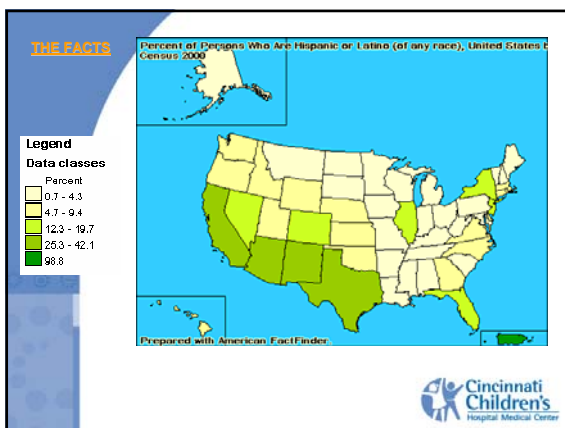 THE FACTS
Percent of Persons Who Are Hispanic or Latino (of any race), United States
Census 2000
Legend
Data classes
Percent
0.7 - 4.3
4.7 - 9.4
12.3 - 19.7
25.3 - 42.1
98.8
Prepared with American FactFinder.
Cincinnati
Children's
Hospital Medical Center